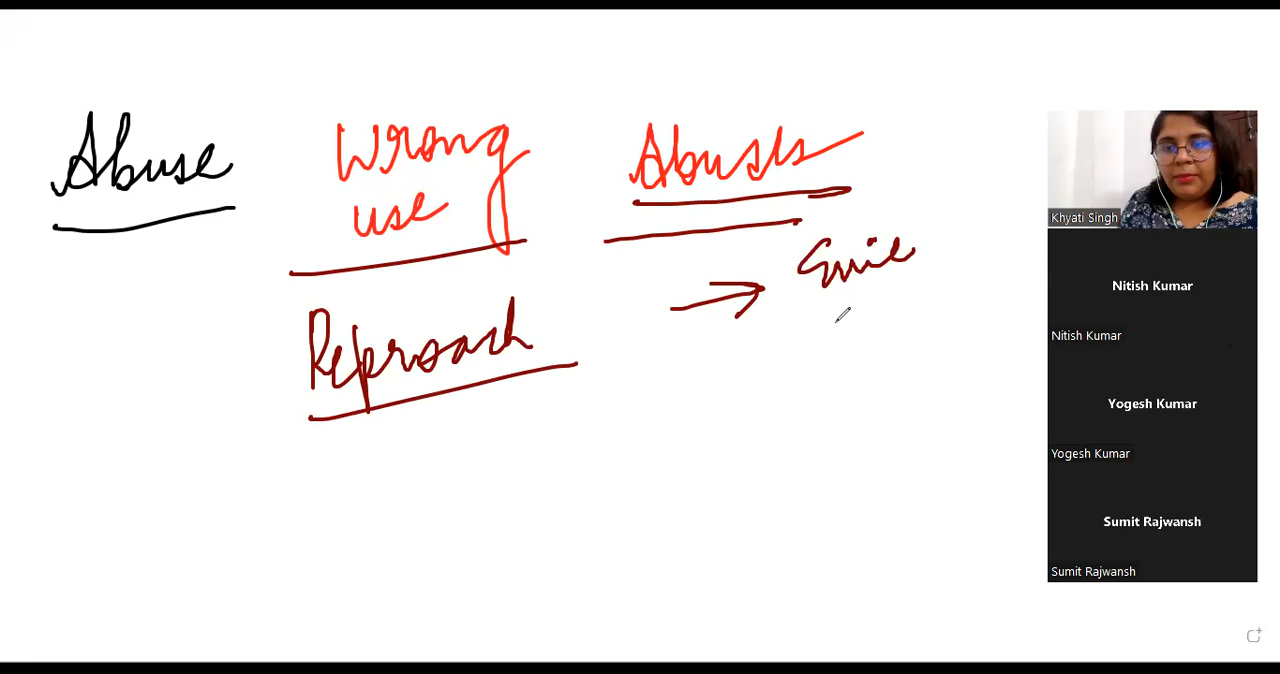 Abuse
Wrong
use
Abuses
Reproach
Khyati Singh
Nitish Kumar
Nitish Kumar
Yogesh Kumar
Yogesh Kumar
Sumit Rajwansh
Sumit Rajwansh